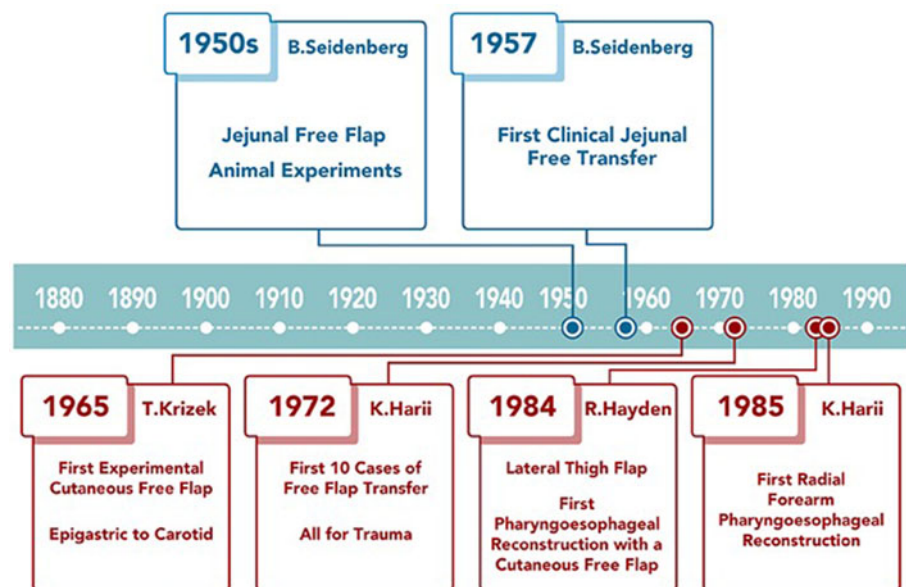 1950s B.Seidenberg
Jejunal Free Flap
Animal Experiments
1957 B.Seidenberg
First Clinical Jejunal
Free Transfer
1880 1890 1900 1910 1920 1930 1940 1950 1960 1970 1980 1990
1965 T.Krizek
First Experimental
Cutaneous Free Flap
Epigastric to Carotid
1972 K.Harii
First 10 Cases of
Free Flap Transfer
All for Trauma
1984 R.Hayden
Lateral Thigh Flap
First
Pharyngoesophageal
Reconstruction with a
Cutaneous Free Flap
1985 K.Harii
First Radial
Forearm
Pharyngoesophageal
Reconstruction